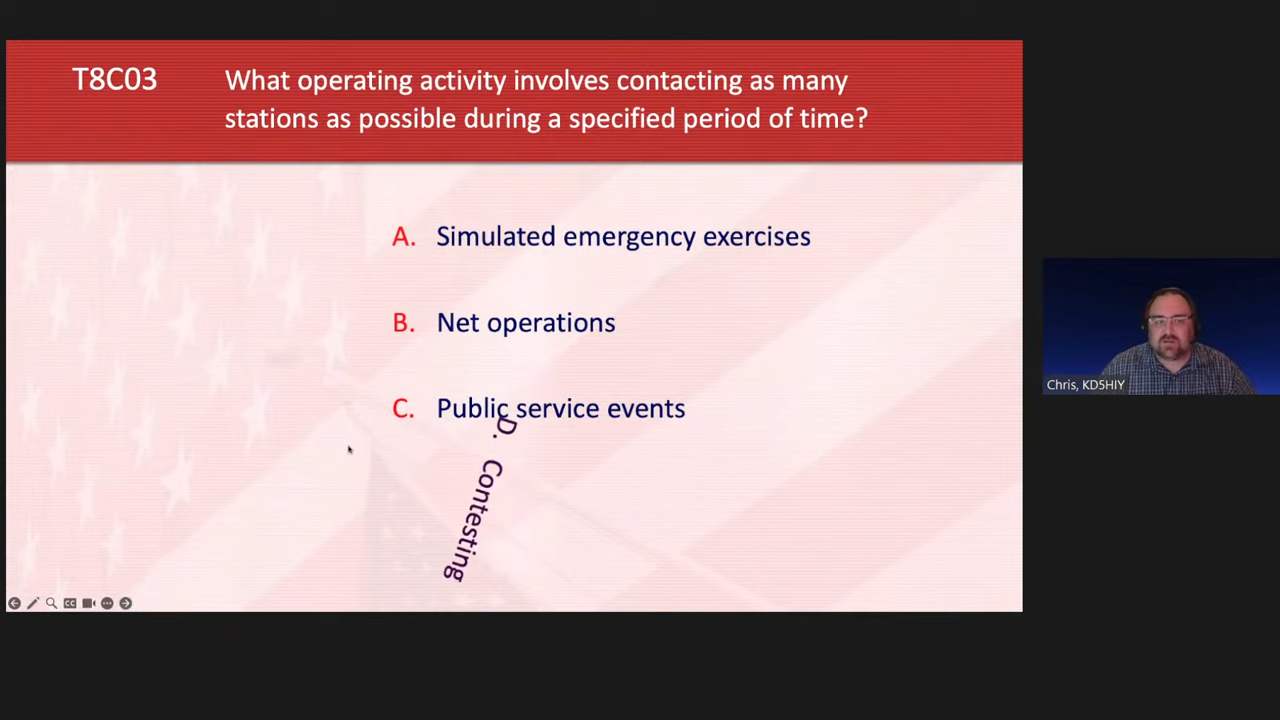 T8C03
What operating activity involves contacting as many
stations as possible during a specified period of time?
A. Simulated emergency exercises
B. Net operations
C. Public service events
D. Contesting
Chris, KD5HIY
CC